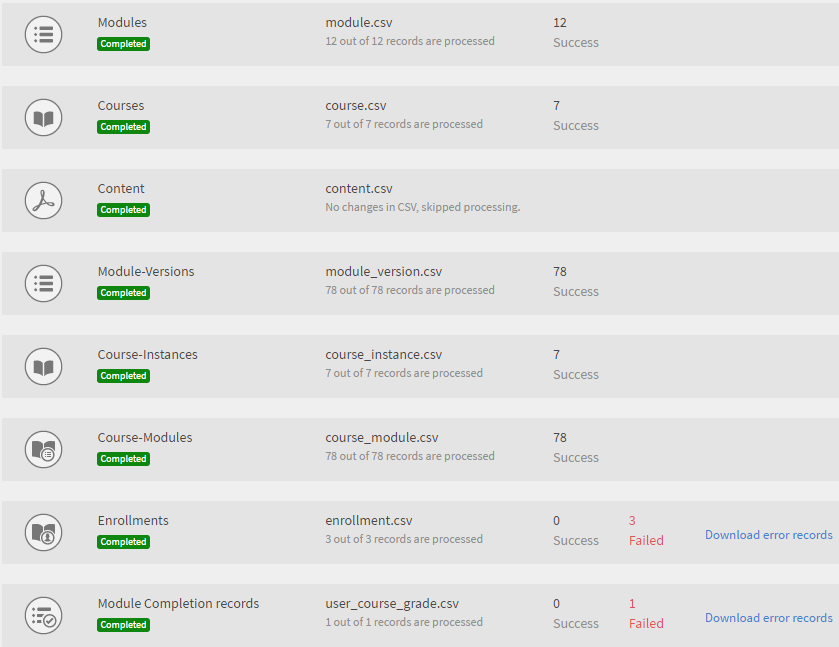 Modules module.csv 12
Completed 12 out of 12 records are processed Success
Courses course.csv 7
Completed 7 out of 7 records are processed Success
Content content.csv
Completed No changes in CSV, skipped processing.
Module-Versions module_version.csv 78
Completed 78 out of 78 records are processed Success
Course-Instances course_instance.csv 7
Completed 7 out of 7 records are processed Success
Course-Modules course_module.csv 78
Completed 78 out of 78 records are processed Success
Enrollments enrollment.csv 0 3
Completed 3 out of 3 records are processed Success Failed Download error records
Module Completion records user_course_grade.csv 0 1
Completed 1 out of 1 records are processed Success Failed Download error records